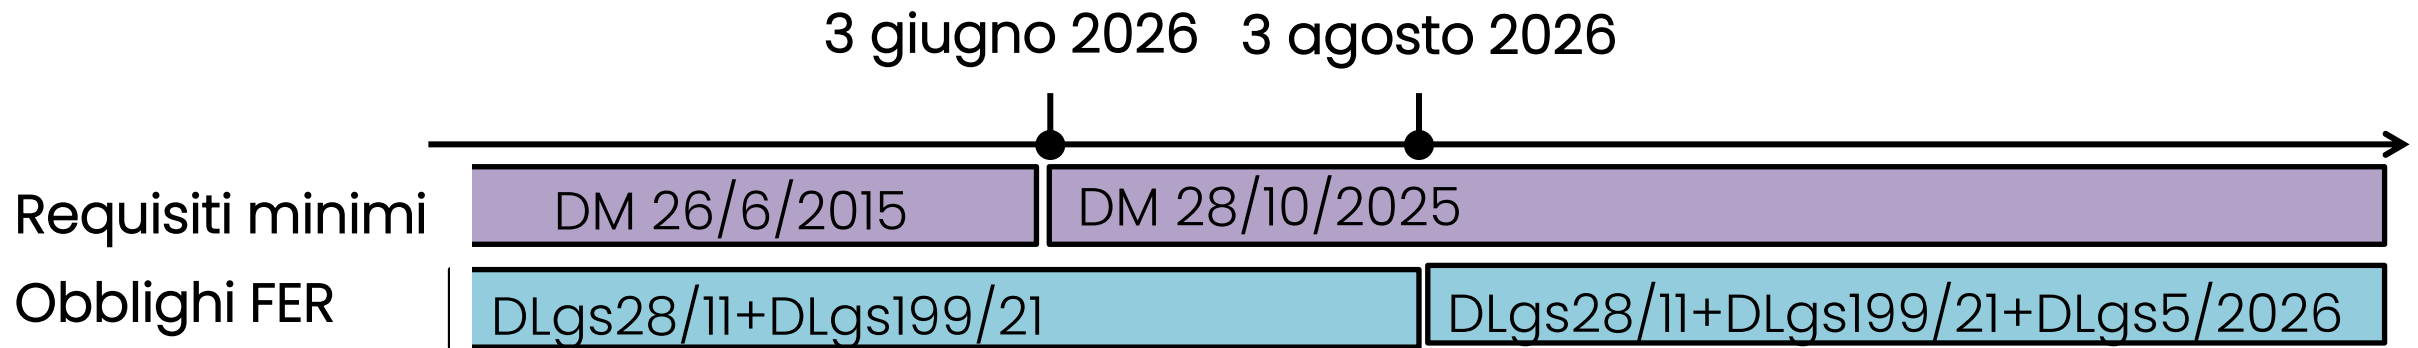 3 giugno 2026 3 agosto 2026
Requisiti minimi DM 26/6/2015 DM 28/10/2025
Obblighi FER DLgs28/11+DLgs199/21 DLgs28/11+DLgs199/21+DLgs5/2026